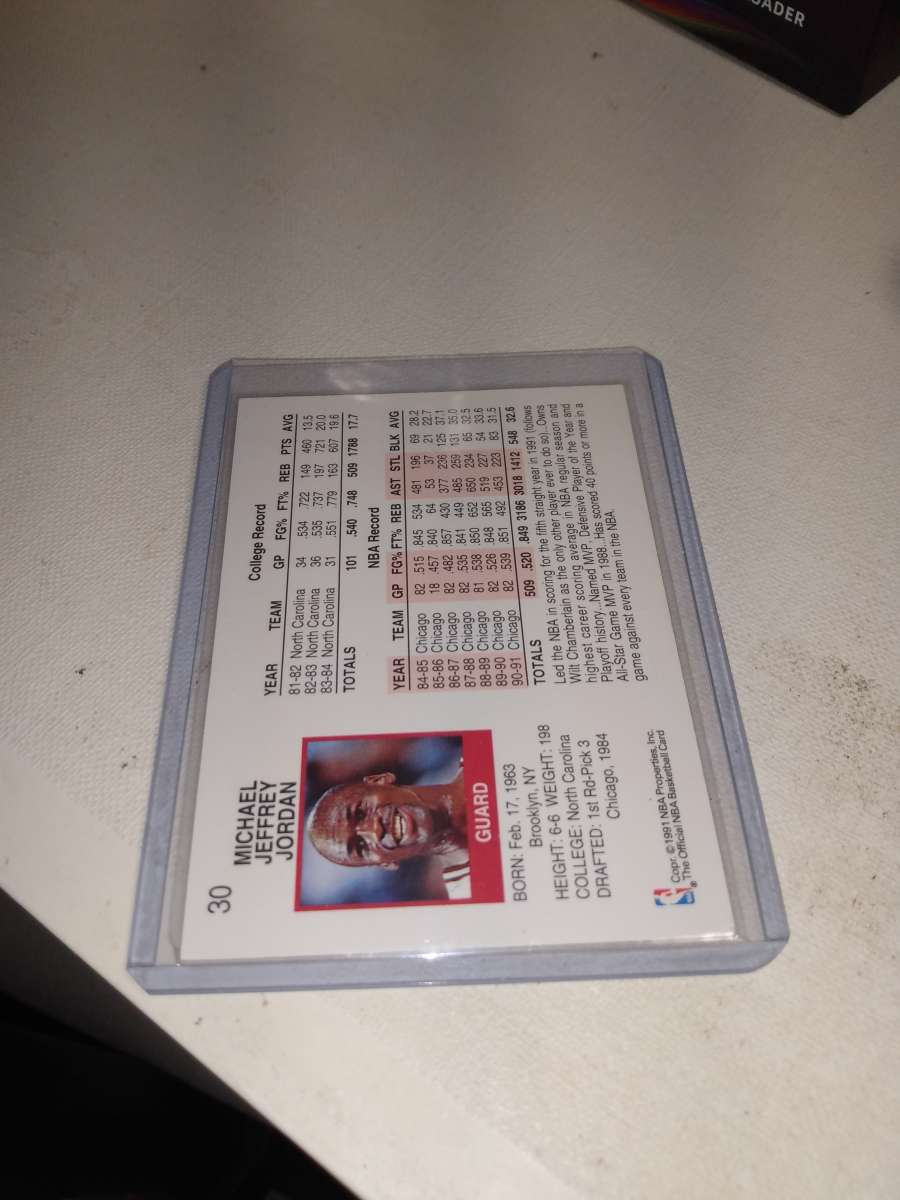 ADER
30
MICHAEL
JEFFREY
JORDAN
GUARD
BORN: Feb. 17, 1963
Brooklyn, NY
HEIGHT: 6-6 WEIGHT: 198
COLLEGE: North Carolina
DRAFTED: 1st Rd-Pick 3
Chicago, 1984
Copr. © 1991 NBA Properties, Inc.
® The Official NBA Basketball Card
College Record
YEAR TEAM GP FG% FT% REB PTS AVG
81-82 North Carolina 34 .534 .722 149 460 13.5
82-83 North Carolina 36 .535 .737 197 721 20.0
83-84 North Carolina 31 .551 .779 163 607 19.6
TOTALS 101 .540 .748 509 1788 17.7
NBA Record
YEAR TEAM GP FG% FT% REB AST STL BLK AVG
84-85 Chicago 82 .515 .845 534 481 196 69 28.2
85-86 Chicago 18 .457 .840 64 53 37 21 22.7
86-87 Chicago 82 .482 .857 430 377 236 125 37.1
87-88 Chicago 82 .535 .841 449 485 259 131 35.0
88-89 Chicago 81 .538 .850 652 650 234 65 32.5
89-90 Chicago 82 .526 .848 565 519 227 54 33.6
90-91 Chicago 82 .539 .851 492 453 223 83 31.5
TOTALS 509 .520 .849 3186 3018 1412 548 32.6
Led the NBA in scoring for the fifth straight year in 1991 (follows
Wilt Chamberlain as the only other player ever to do so)...Owns
highest career scoring average in NBA regular season and
Playoff history...Named MVP, Defensive Player of the Year and
All-Star Game MVP in 1988...Has scored 40 points or more in a
game against every team in the NBA.